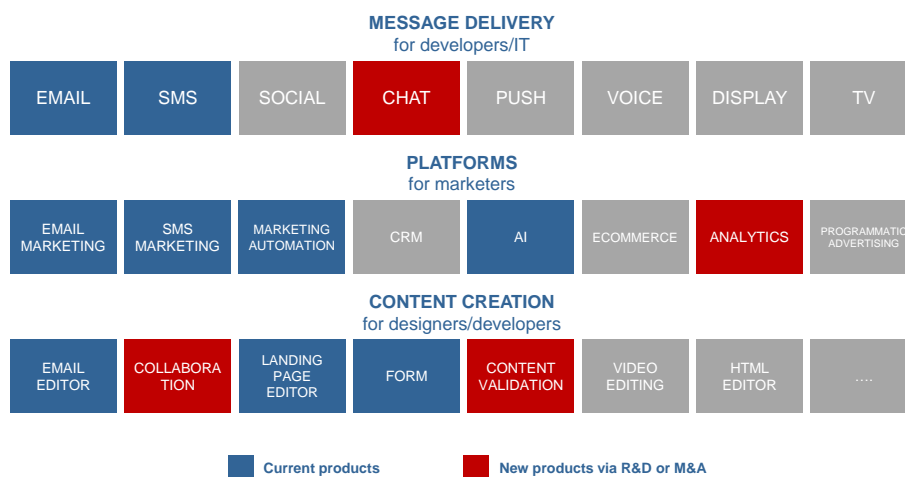 MESSAGE DELIVERY
for developers/IT
EMAIL
SMS
SOCIAL
CHAT
PUSH
VOICE
DISPLAY
TV
PLATFORMS
for marketers
EMAIL
MARKETING
SMS
MARKETING
MARKETING
AUTOMATION
CRM
AI
ECOMMERCE
ANALYTICS
PROGRAMMATIC
ADVERTISING
CONTENT CREATION
for designers/developers
EMAIL
EDITOR
COLLABORA
TION
LANDING
PAGE
EDITOR
FORM
CONTENT
VALIDATION
VIDEO
EDITING
HTML
EDITOR
....
Current products
New products via R&D or M&A